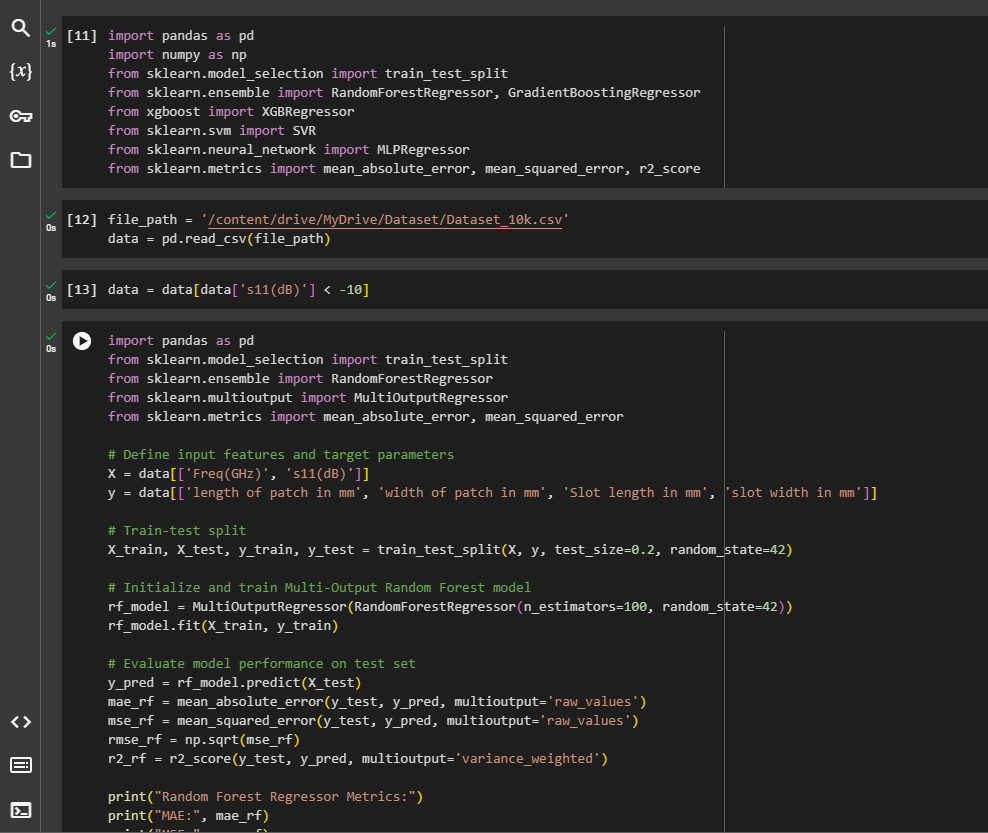 {x}
1s
[11] import pandas as pd
import numpy as np
from sklearn.model_selection import train_test_split
from sklearn.ensemble import RandomForestRegressor, GradientBoostingRegressor
from xgboost import XGBRegressor
from sklearn.svm import SVR
from sklearn.neural_network import MLPRegressor
from sklearn.metrics import mean_absolute_error, mean_squared_error, r2_score
0s
[12] file_path = '/content/drive/MyDrive/Dataset/Dataset_10k.csv'
data = pd.read_csv(file_path)
0s
[13] data = data[data['s11(dB)'] < -10]
0s
import pandas as pd
from sklearn.model_selection import train_test_split
from sklearn.ensemble import RandomForestRegressor
from sklearn.multioutput import MultiOutputRegressor
from sklearn.metrics import mean_absolute_error, mean_squared_error
# Define input features and target parameters
X = data[['Freq(GHz)', 's11(dB)']]
y = data[['length of patch in mm', 'width of patch in mm', 'Slot length in mm', 'slot width in mm']]
# Train-test split
X_train, X_test, y_train, y_test = train_test_split(X, y, test_size=0.2, random_state=42)
# Initialize and train Multi-Output Random Forest model
rf_model = MultiOutputRegressor(RandomForestRegressor(n_estimators=100, random_state=42))
rf_model.fit(X_train, y_train)
# Evaluate model performance on test set
y_pred = rf_model.predict(X_test)
mae_rf = mean_absolute_error(y_test, y_pred, multioutput='raw_values')
mse_rf = mean_squared_error(y_test, y_pred, multioutput='raw_values')
rmse_rf = np.sqrt(mse_rf)
r2_rf = r2_score(y_test, y_pred, multioutput='variance_weighted')
print("Random Forest Regressor Metrics:")
print("MAE:", mae_rf)